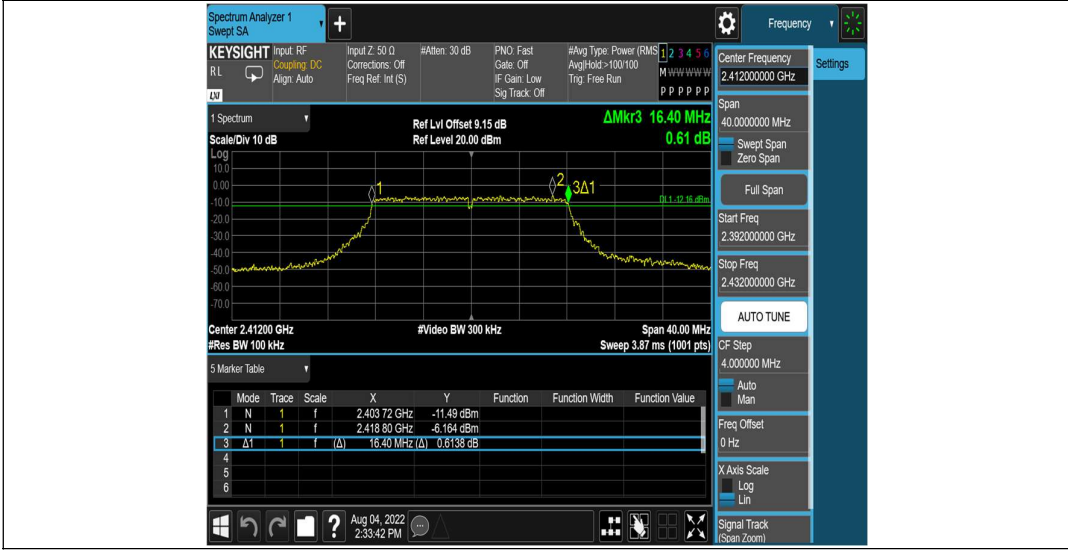 Spectrum Analyzer 1
Swept SA
+
Frequency
KEYSIGHT
R L
LXI
Input: RF
Coupling: DC
Align: Auto
Input Z: 50 Ω
Corrections: Off
Freq Ref: Int (S)
#Atten: 30 dB
PNO: Fast
Gate: Off
IF Gain: Low
Sig Track: Off
#Avg Type: Power (RMS
Avg|Hold:>100/100
Trig: Free Run
1 2 3 4 5 6
M W W W W W
P P P P P P
1 Spectrum
Scale/Div 10 dB
Ref Lvl Offset 9.15 dB
Ref Level 20.00 dBm
ΔMkr3 16.40 MHz
0.61 dB
Log
10.0
0.00
-10.0
-20.0
-30.0
-40.0
-50.0
-60.0
-70.0
1
2
3Δ1
DL1 -12.16 dBm
Center 2.41200 GHz
#Video BW 300 kHz
Span 40.00 MHz
#Res BW 100 kHz
Sweep 3.87 ms (1001 pts)
5 Marker Table
Mode Trace Scale X Y Function Function Width Function Value
1 N 1 f 2.403 72 GHz -11.49 dBm
2 N 1 f 2.418 80 GHz -6.164 dBm
3 Δ1 1 f (Δ) 16.40 MHz (Δ) 0.6138 dB
4
5
6
Aug 04, 2022
2:33:42 PM
?
Center Frequency
2.412000000 GHz
Span
40.0000000 MHz
Swept Span
Zero Span
Full Span
Start Freq
2.392000000 GHz
Stop Freq
2.432000000 GHz
AUTO TUNE
CF Step
4.000000 MHz
Auto
Man
Freq Offset
0 Hz
X Axis Scale
Log
Lin
Signal Track
(Span Zoom)
Settings